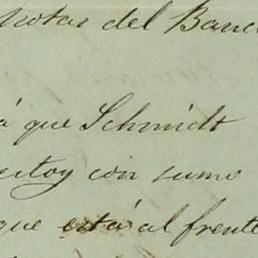 notas del Banc
á que Schmidt
estoy con sumo
que está al frente